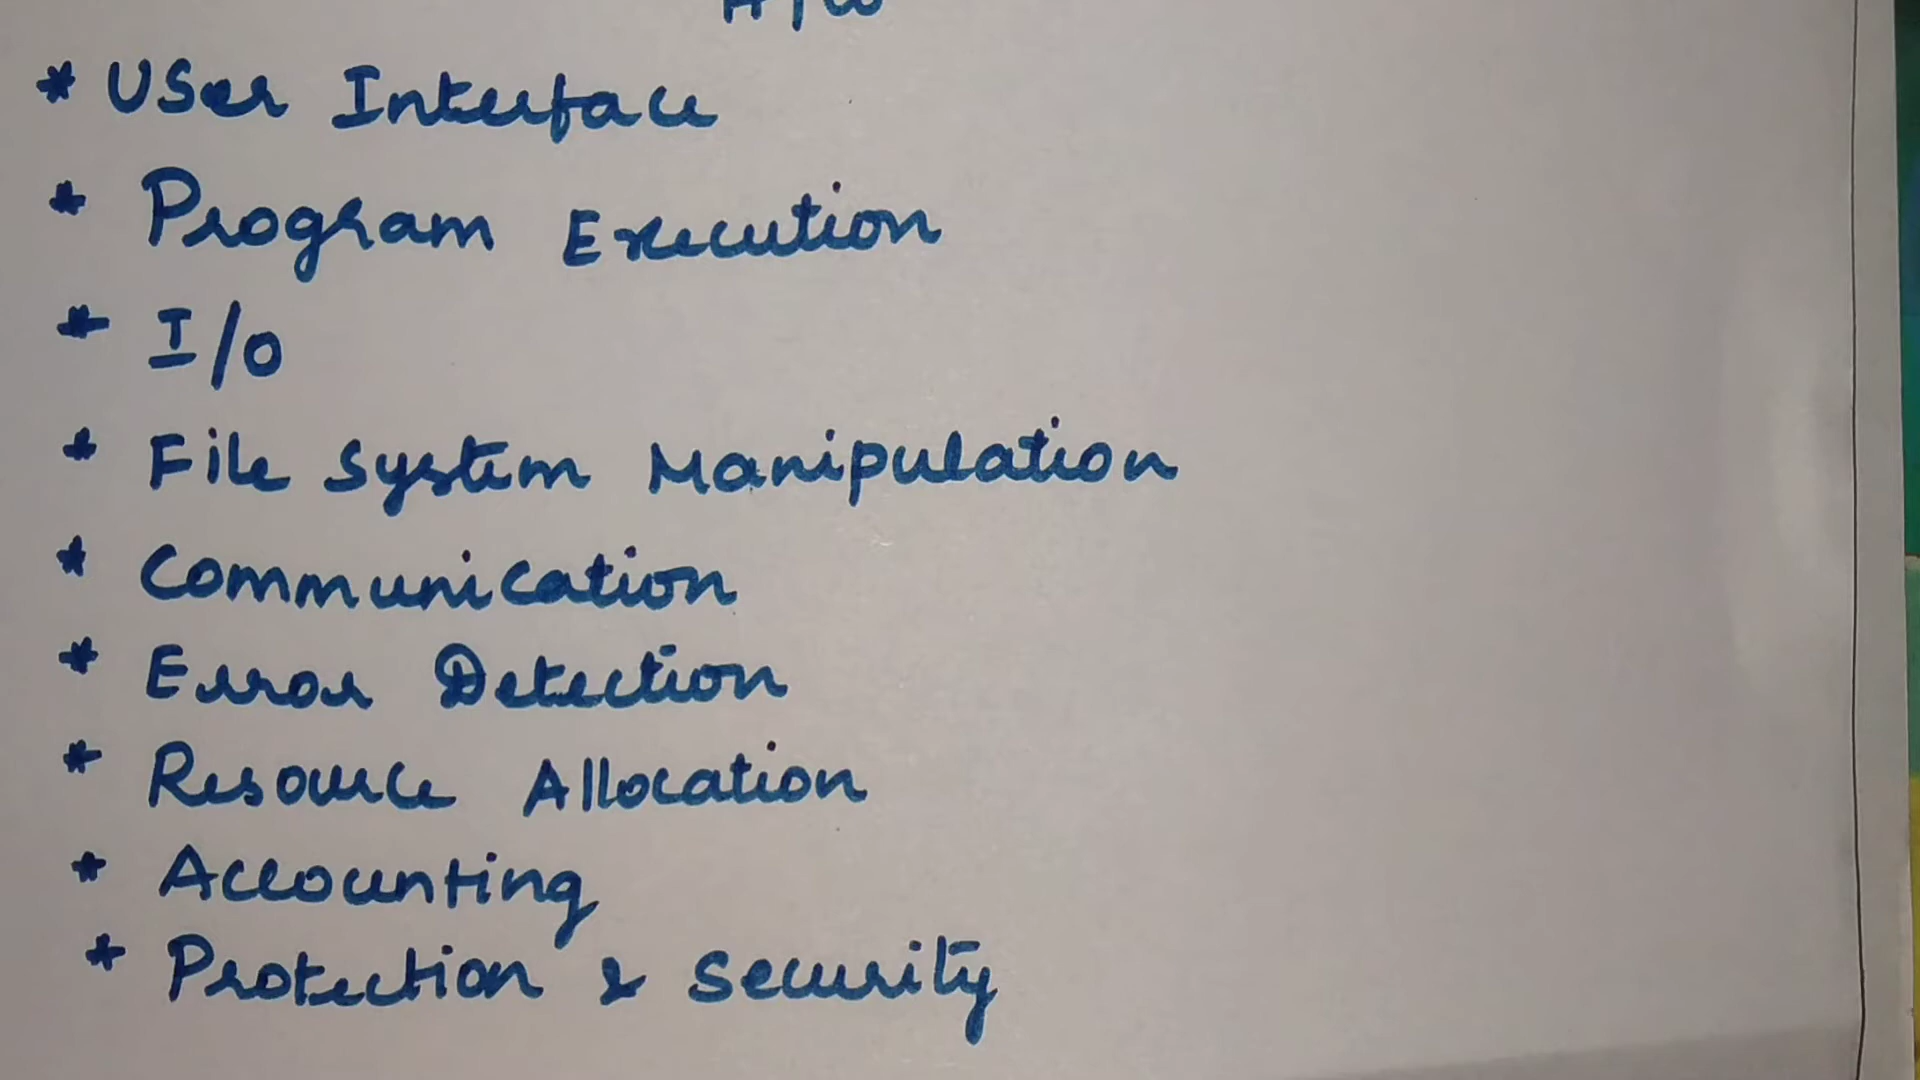 H/W
* User Interface
* Program Execution
* I/O
* File System Manipulation
* Communication
* Error Detection
* Resource Allocation
* Accounting
* Protection & Security